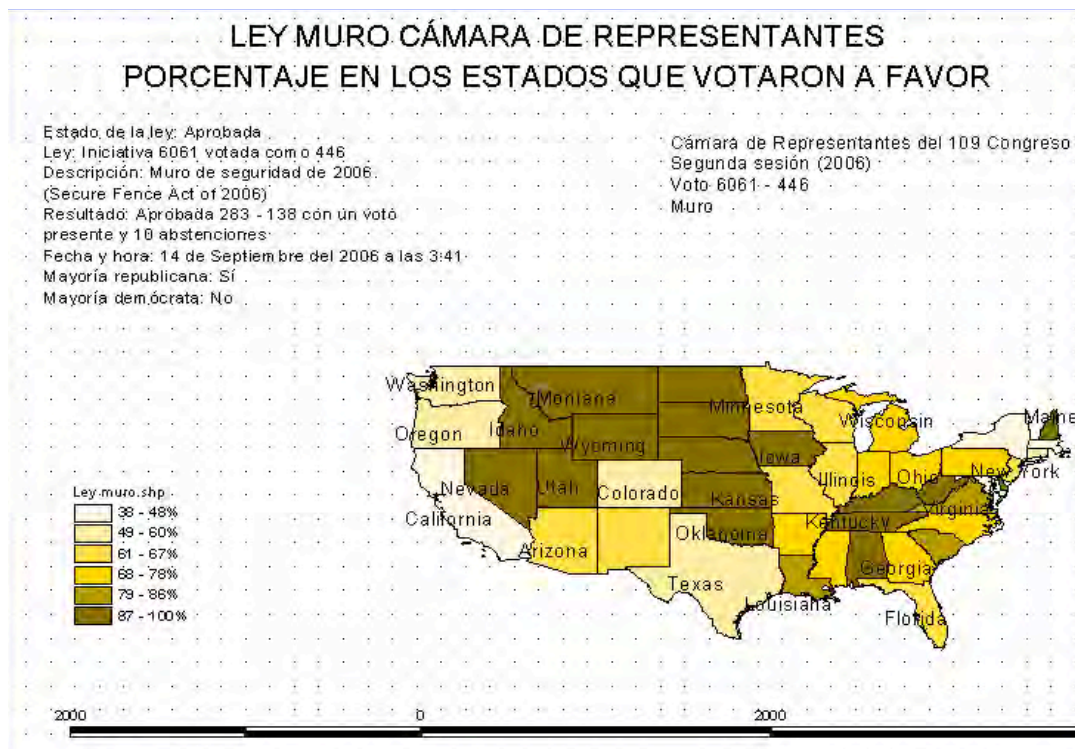 LEY MURO CÁMARA DE REPRESENTANTES
PORCENTAJE EN LOS ESTADOS QUE VOTARON A FAVOR
Estado de la ley: Aprobada
Ley: Iniciativa 6061 votada como 446
Descripción: Muro de seguridad de 2006.
(Secure Fence Act of 2006)
Resultado: Aprobada 283 - 138 con un voto
presente y 10 abstenciones
Fecha y hora: 14 de Septiembre del 2006 a las 3:41
Mayoría republicana: Sí
Mayoría demócrata: No
Cámara de Representantes del 109 Congreso
Segunda sesión (2006)
Voto 6061 - 446
Muro
Washington
Montana
Minnesota
Wisconsin
Maine
Oregon
Idaho
Wyoming
Iowa
New York
Nevada
Utah
Colorado
Kansas
Illinois
Ohio
Virginia
California
Arizona
Oklahoma
Kentucky
Georgia
Texas
Louisiana
Florida
Ley muro.shp
38 - 48%
49 - 60%
61 - 67%
68 - 78%
79 - 86%
87 - 100%
2000 0 2000